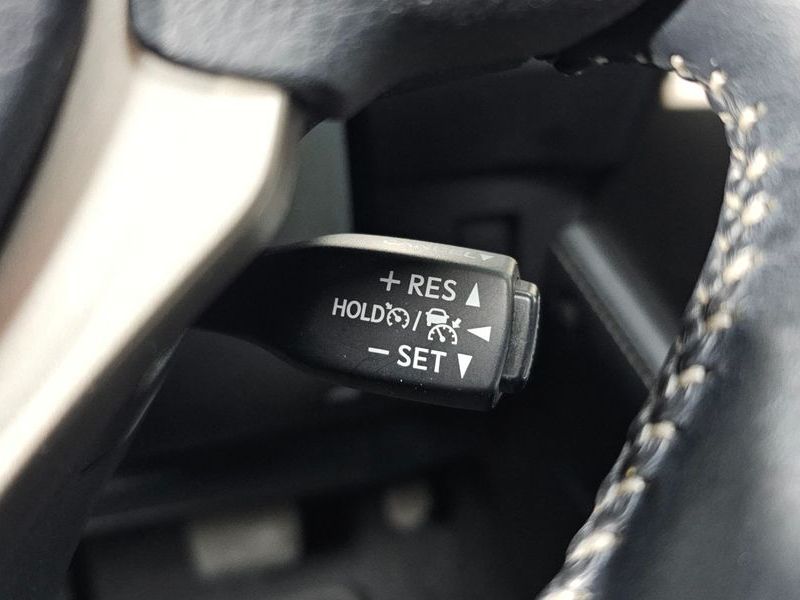 + RES
HOLD /
− SET